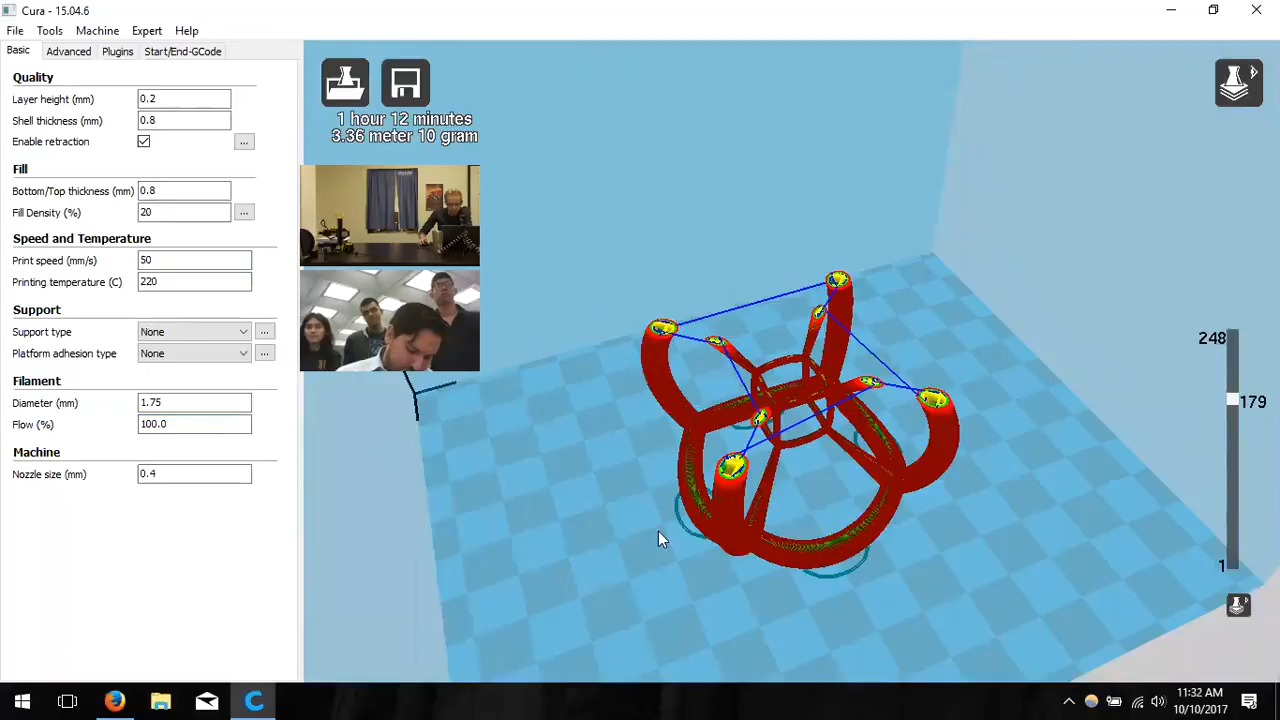 Cura - 15.04.6
File Tools Machine Expert Help
Basic Advanced Plugins Start/End-GCode
Quality
Layer height (mm) 0.2
Shell thickness (mm) 0.8
Enable retraction ...
Fill
Bottom/Top thickness (mm) 0.8
Fill Density (%) 20 ...
Speed and Temperature
Print speed (mm/s) 50
Printing temperature (C) 220
Support
Support type None ...
Platform adhesion type None ...
Filament
Diameter (mm) 1.75
Flow (%) 100.0
Machine
Nozzle size (mm) 0.4
1 hour 12 minutes
3.36 meter 10 gram
248
179
1
11:32 AM
10/10/2017